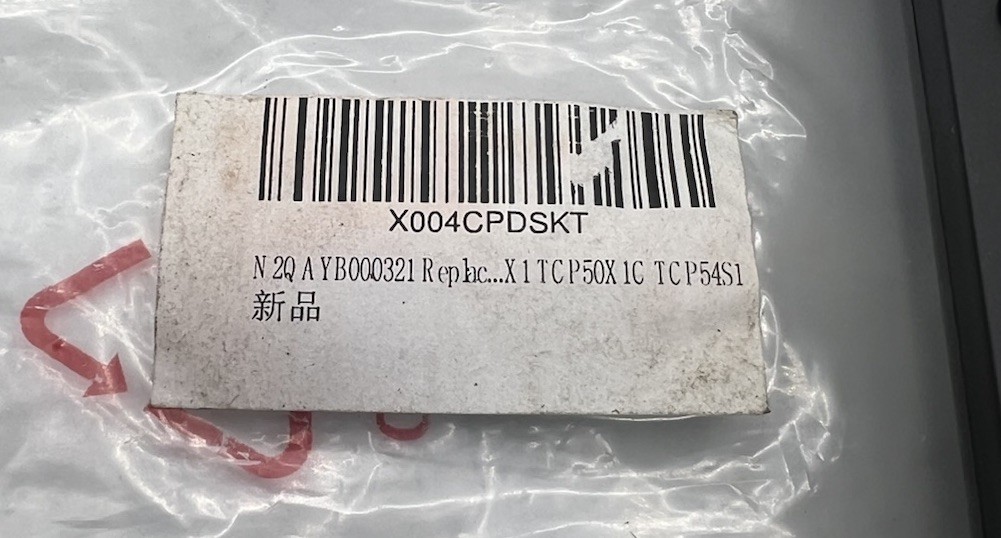 X004CPDSKT
N2QAYB000321 Replac...X1 TCP50X1C TCP54S1
新品